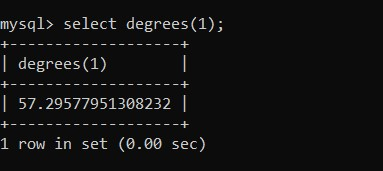 mysql> select degrees(1);
+-------------------+
| degrees(1)        |
+-------------------+
| 57.29577951308232 |
+-------------------+
1 row in set (0.00 sec)